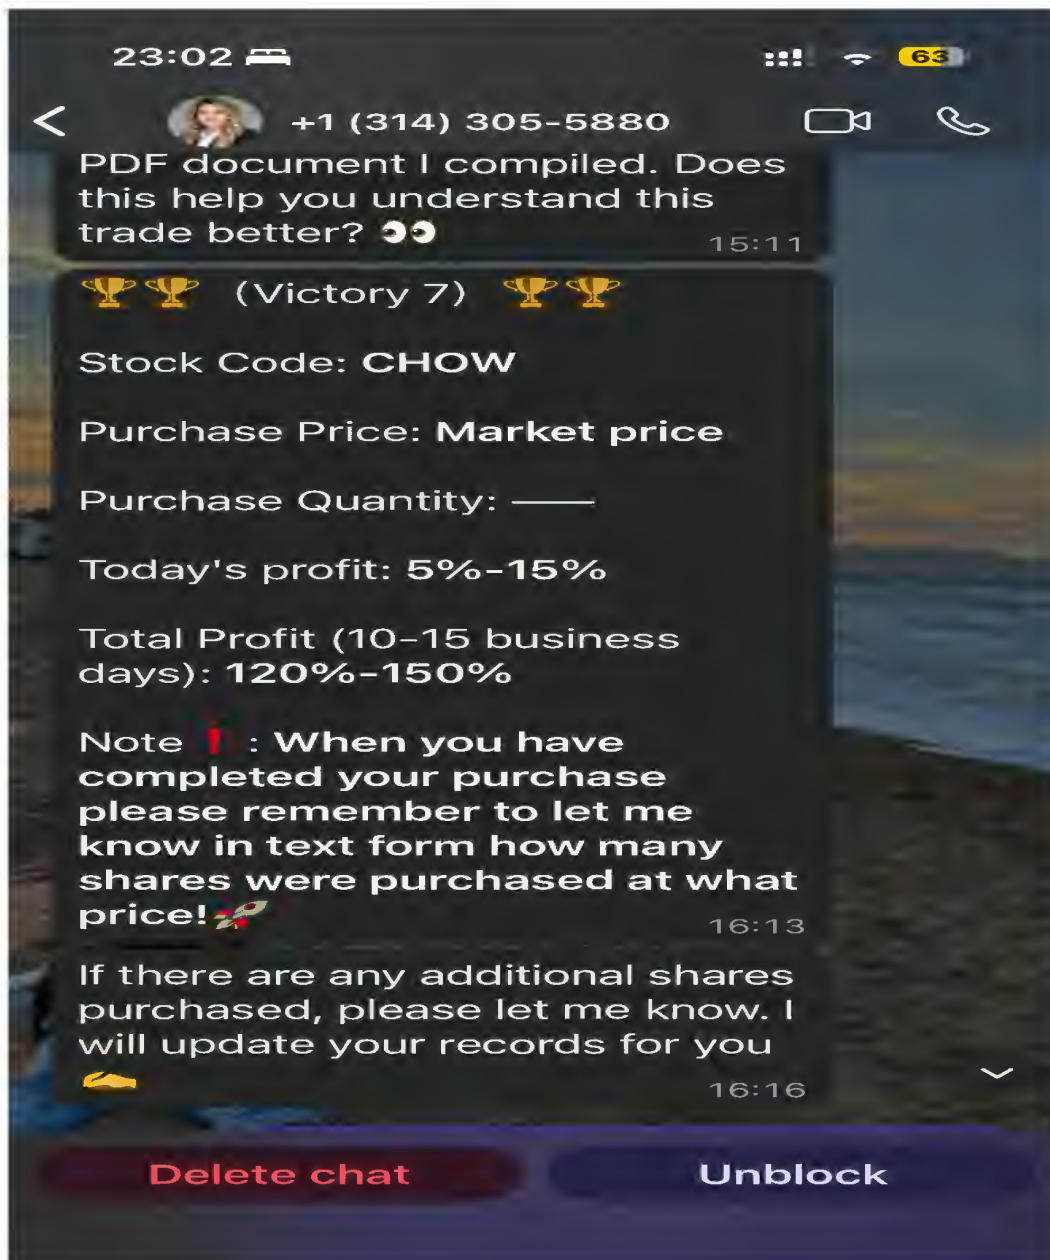 23:02
63
+1 (314) 305-5880
PDF document I compiled. Does
this help you understand this
trade better? 👀
15:11
🏆🏆 (Victory 7) 🏆🏆
Stock Code: CHOW
Purchase Price: Market price
Purchase Quantity: ——
Today's profit: 5%-15%
Total Profit (10-15 business
days): 120%-150%
Note❗: When you have
completed your purchase
please remember to let me
know in text form how many
shares were purchased at what
price!🚀
16:13
If there are any additional shares
purchased, please let me know. I
will update your records for you
🫴
16:16
Delete chat
Unblock